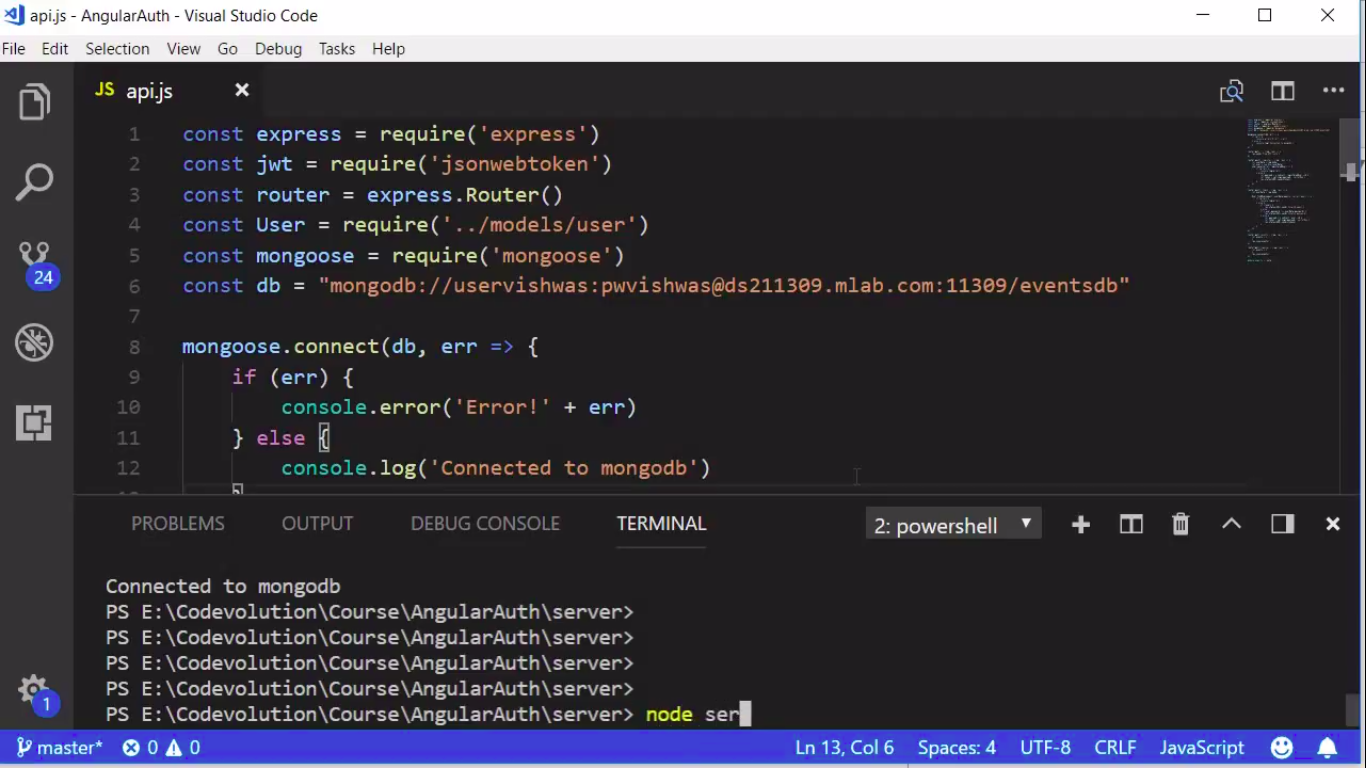 api.js - AngularAuth - Visual Studio Code
File Edit Selection View Go Debug Tasks Help
JS api.js
1 const express = require('express')
2 const jwt = require('jsonwebtoken')
3 const router = express.Router()
4 const User = require('../models/user')
5 const mongoose = require('mongoose')
6 const db = "mongodb://uservishwas:pwvishwas@ds211309.mlab.com:11309/eventsdb"
7
8 mongoose.connect(db, err => {
9 if (err) {
10 console.error('Error!' + err)
11 } else {
12 console.log('Connected to mongodb')
}
24
PROBLEMS OUTPUT DEBUG CONSOLE TERMINAL 2: powershell
Connected to mongodb
PS E:\Codevolution\Course\AngularAuth\server>
PS E:\Codevolution\Course\AngularAuth\server>
PS E:\Codevolution\Course\AngularAuth\server>
PS E:\Codevolution\Course\AngularAuth\server>
PS E:\Codevolution\Course\AngularAuth\server> node ser
1
master* 0 0 Ln 13, Col 6 Spaces: 4 UTF-8 CRLF JavaScript